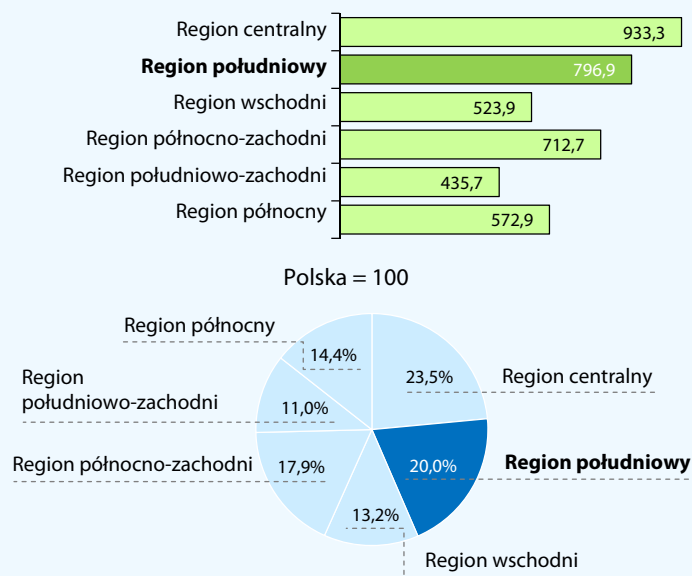 Region centralny 933,3
Region południowy 796,9
Region wschodni 523,9
Region północno-zachodni 712,7
Region południowo-zachodni 435,7
Region północny 572,9
Polska = 100
Region północny
14,4%
23,5%
Region centralny
Region
południowo-zachodni
11,0%
Region północno-zachodni
17,9%
20,0%
Region południowy
13,2%
Region wschodni